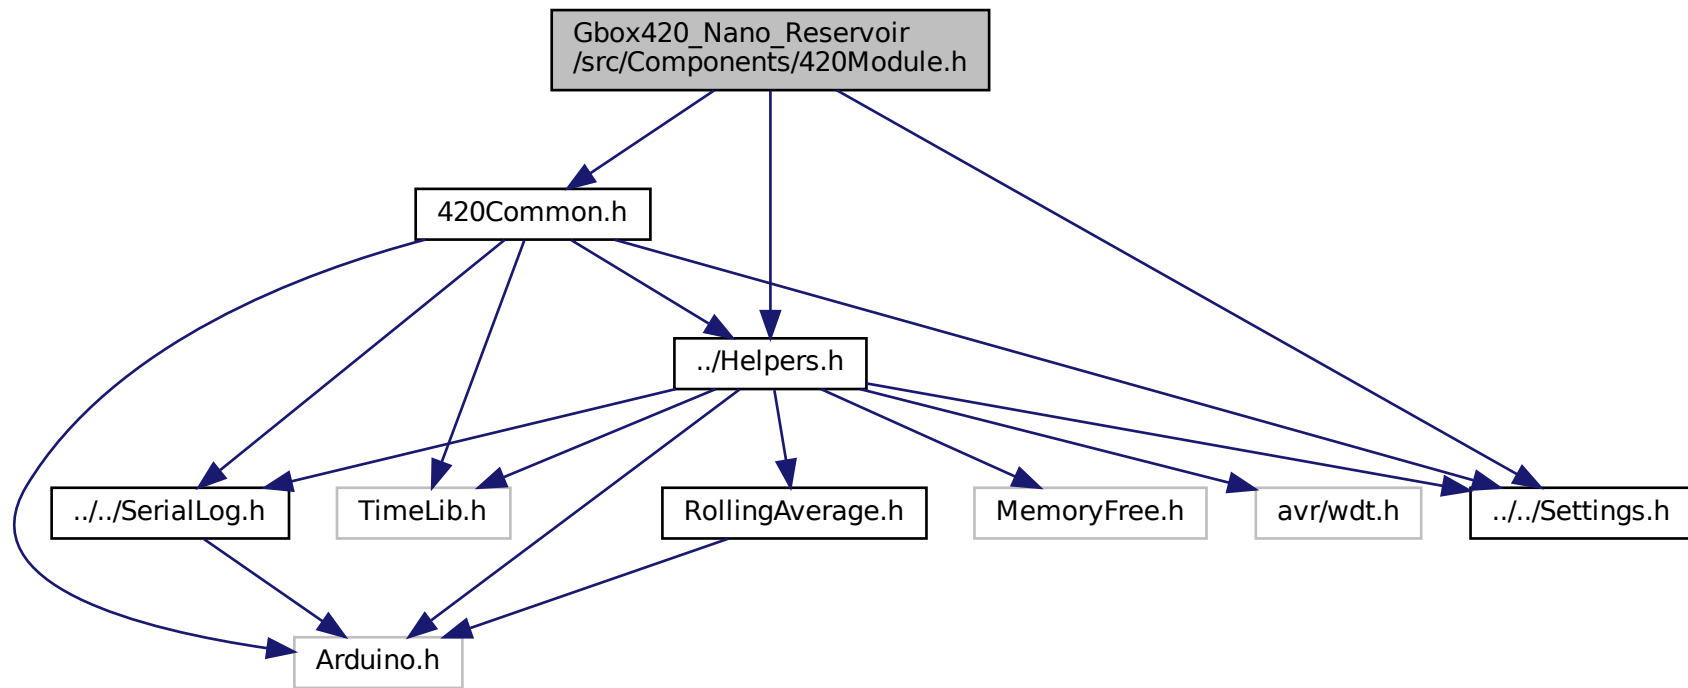 Gbox420_Nano_Reservoir
/src/Components/420Module.h
420Common.h
../Helpers.h
../../SerialLog.h
TimeLib.h
RollingAverage.h
MemoryFree.h
avr/wdt.h
../../Settings.h
Arduino.h